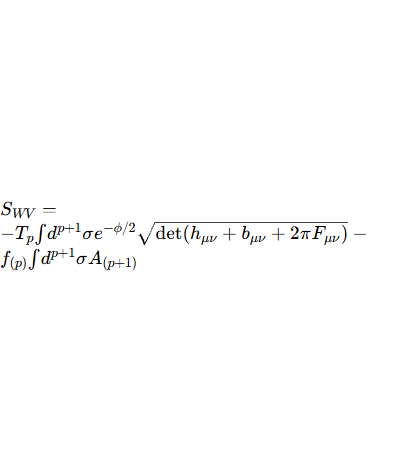 S_{WV} =
-T_p ∫ d^{p+1}σe^{-ϕ/2} √(det(h_{μν} + b_{μν} + 2πF_{μν})) −
f_{(p)} ∫ d^{p+1}σA_{(p+1)}